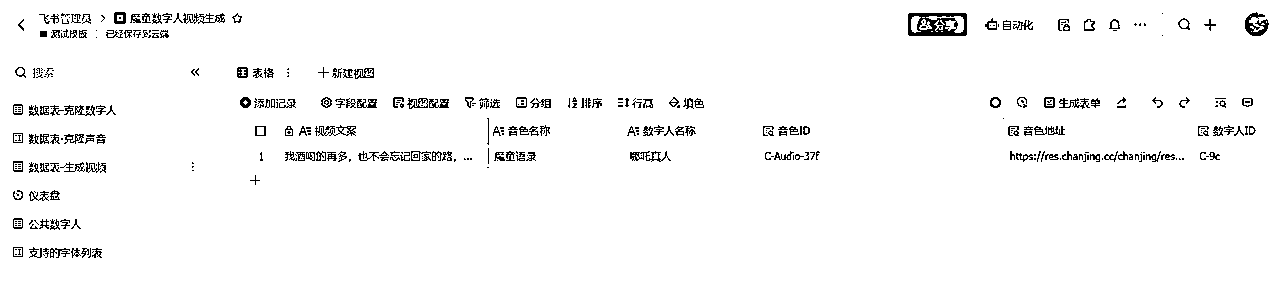 飞书管理员 > 魔童数字人视频生成
测试模版 已经保存到云端
分享 自动化
搜索
表格 新建视图
数据表-克隆数字人
数据表-克隆声音
数据表-生成视频
仪表盘
公共数字人
支持的字体列表
添加记录 字段配置 视图配置 筛选 分组 排序 行高 填色 生成表单
视频文案 音色名称 数字人名称 音色ID 音色地址 数字人ID
1 我酒喝的再多，也不会忘记回家的路，... 魔童语录 哪吒真人 C-Audio-37f https://res.chanjing.cc/chanjing/res... C-9c